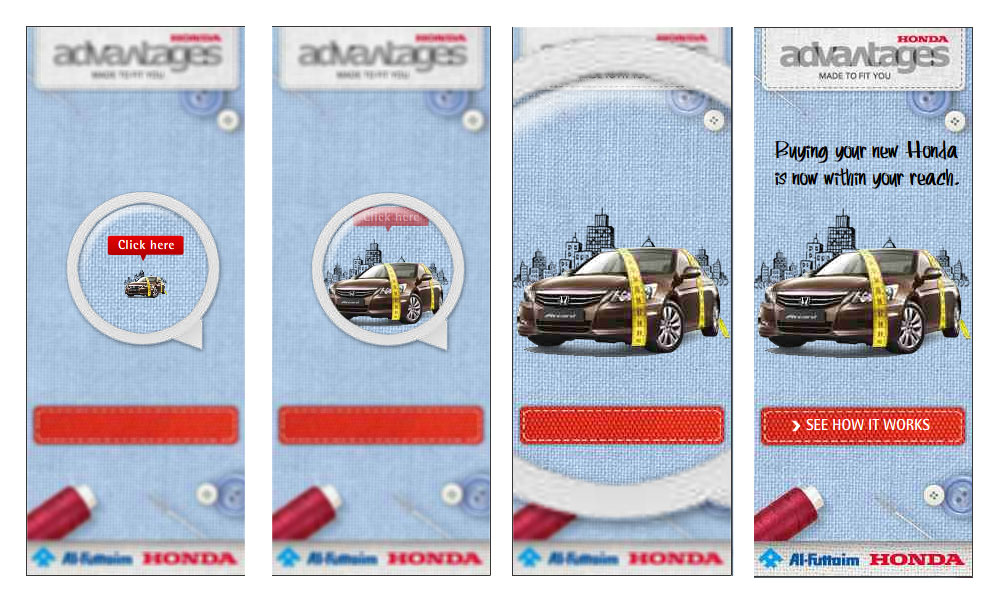 HONDA
advantages
MADE TO FIT YOU
Click here
Al-Futtaim HONDA
HONDA
advantages
MADE TO FIT YOU
Click here
Al-Futtaim HONDA
HONDA
advantages
MADE TO FIT YOU
Accord
Al-Futtaim HONDA
HONDA
advantages
MADE TO FIT YOU
Buying your new Honda
is now within your reach.
Accord
SEE HOW IT WORKS
Al-Futtaim HONDA